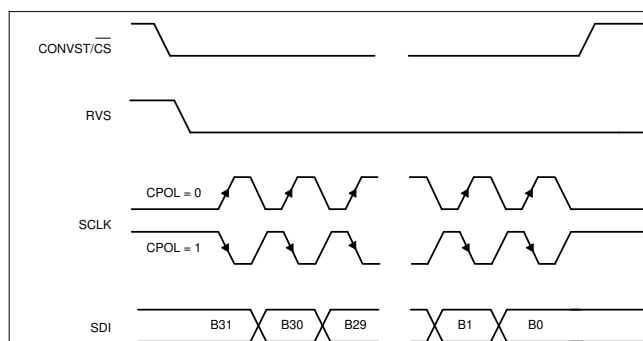 CONVST/CS
RVS
CPOL = 0
SCLK
CPOL = 1
SDI B31 B30 B29 B1 B0